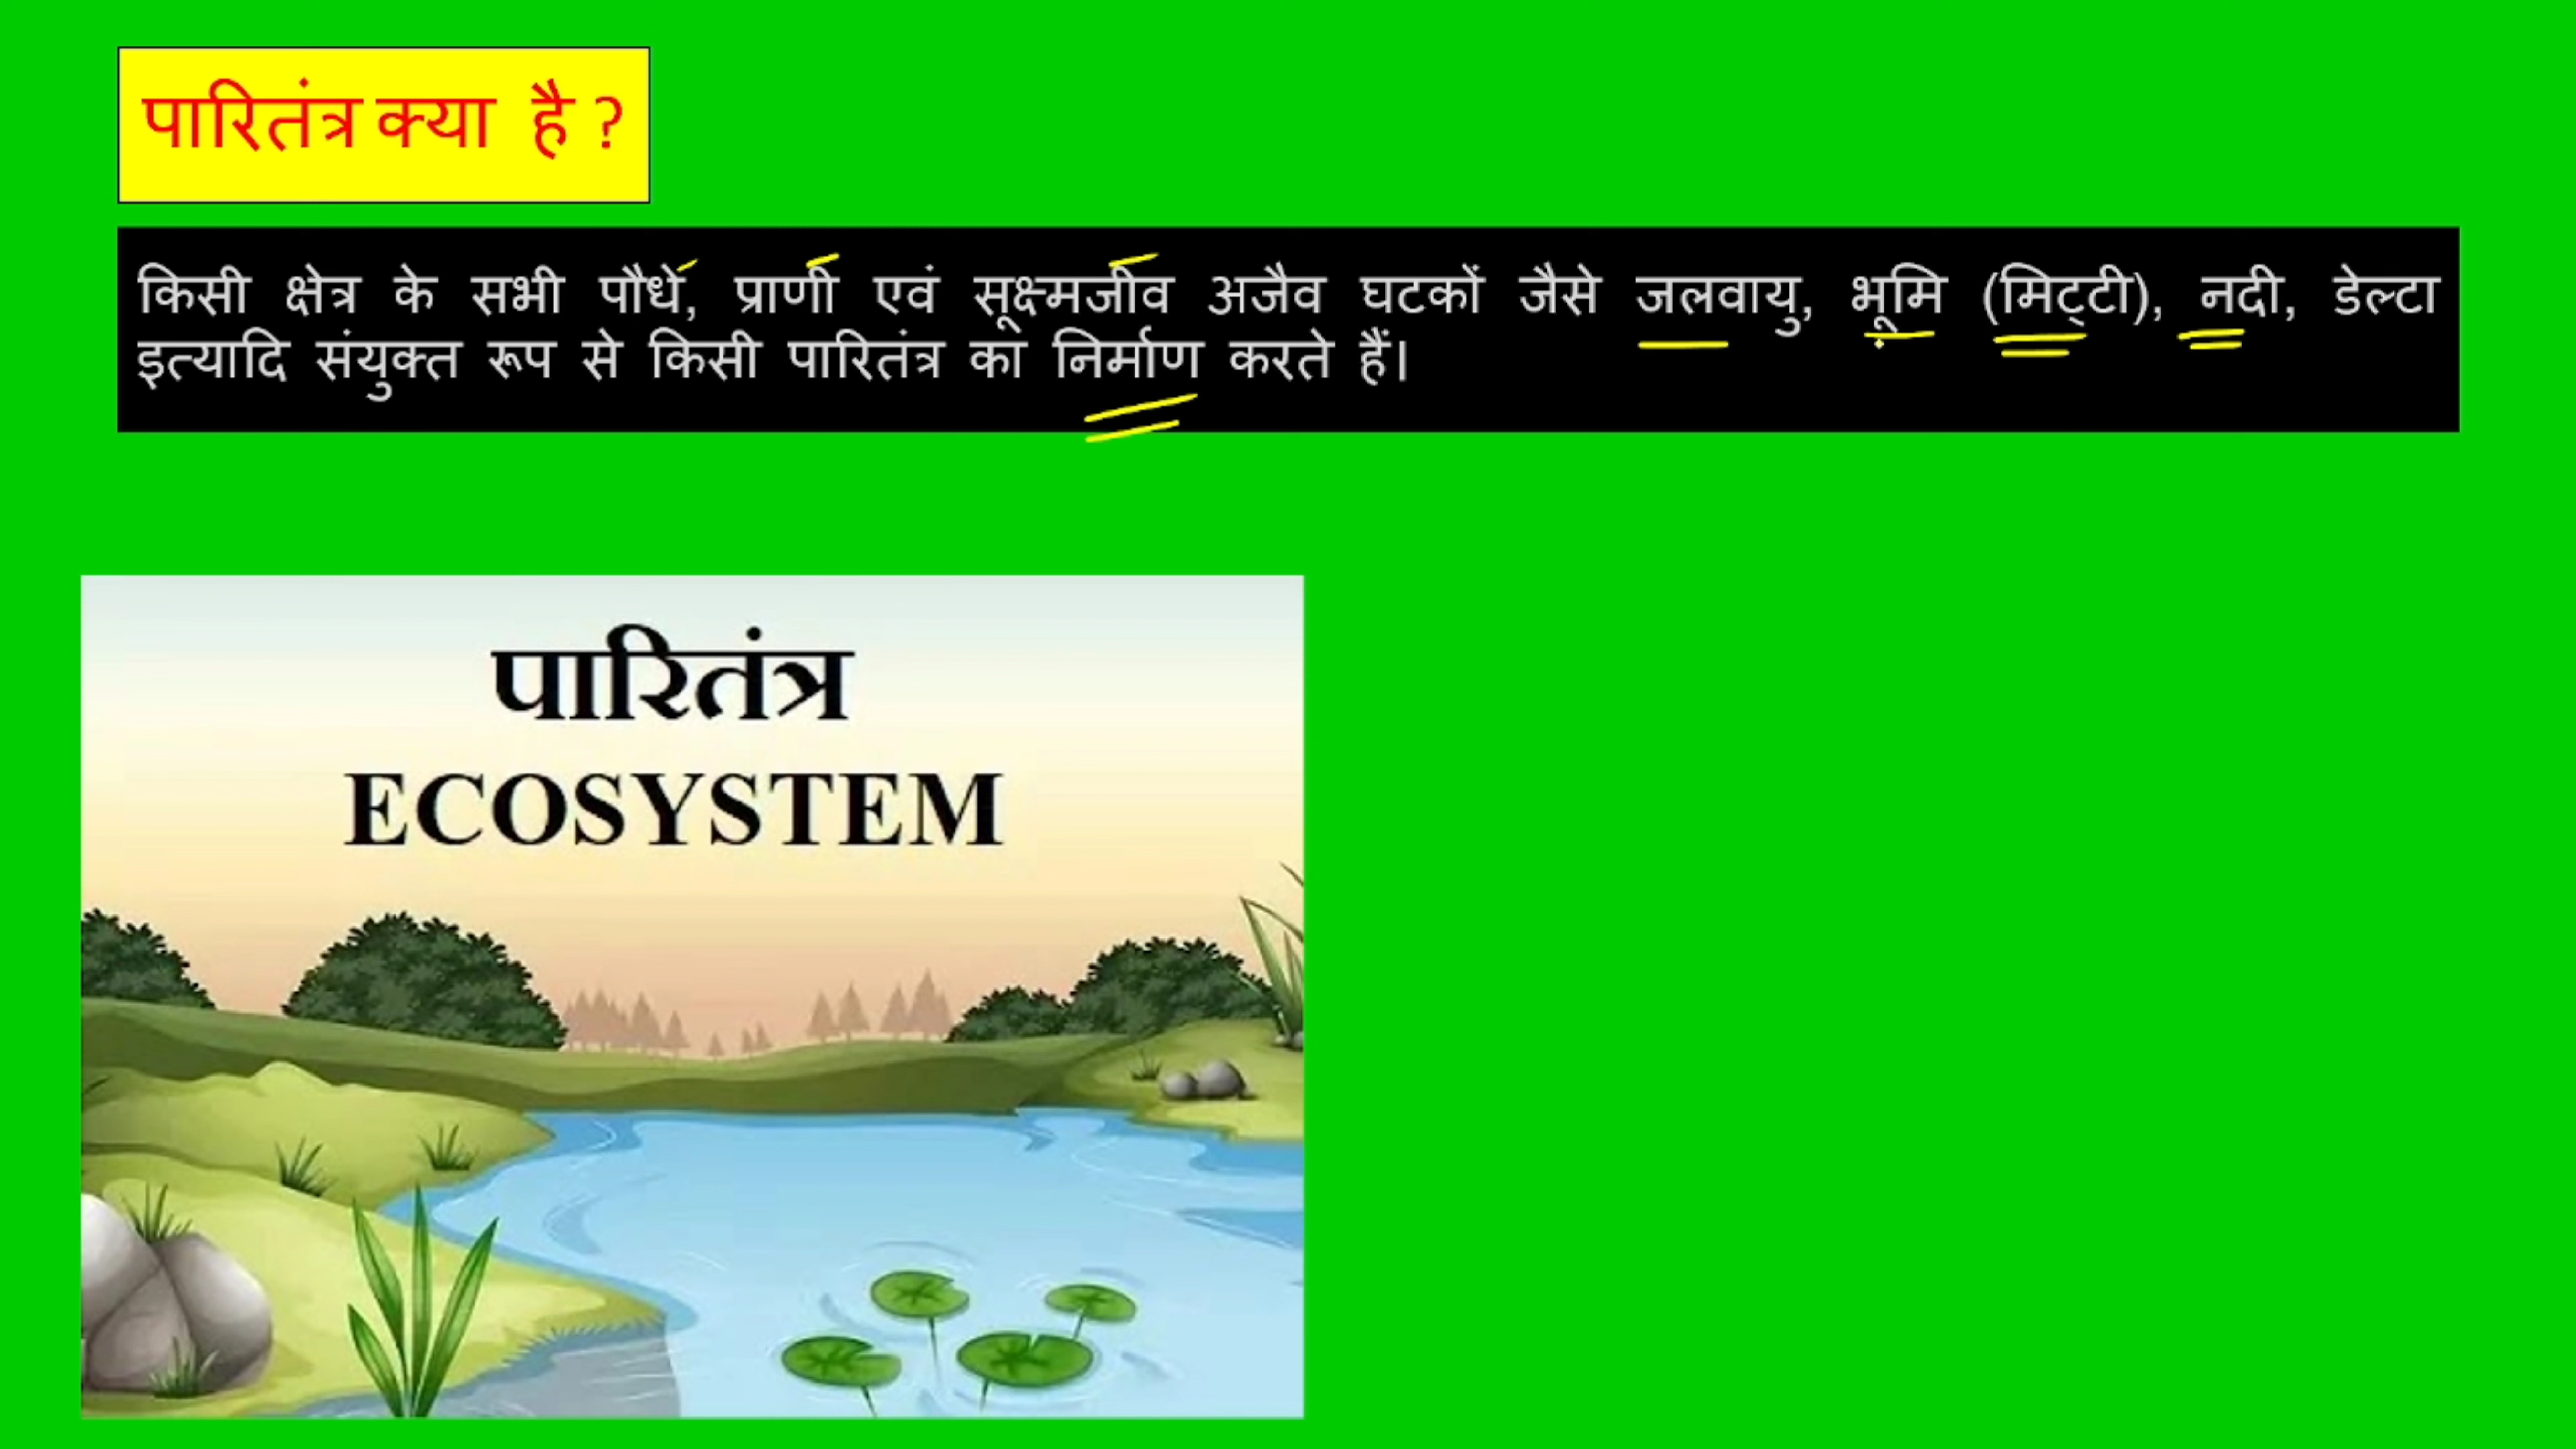 पारितंत्र क्या है ?
किसी क्षेत्र के सभी पौधे, प्राणी एवं सूक्ष्मजीव अजैव घटकों जैसे जलवायु, भूमि (मिट्टी), नदी, डेल्टा
इत्यादि संयुक्त रूप से किसी पारितंत्र का निर्माण करते हैं।
पारितंत्र
ECOSYSTEM